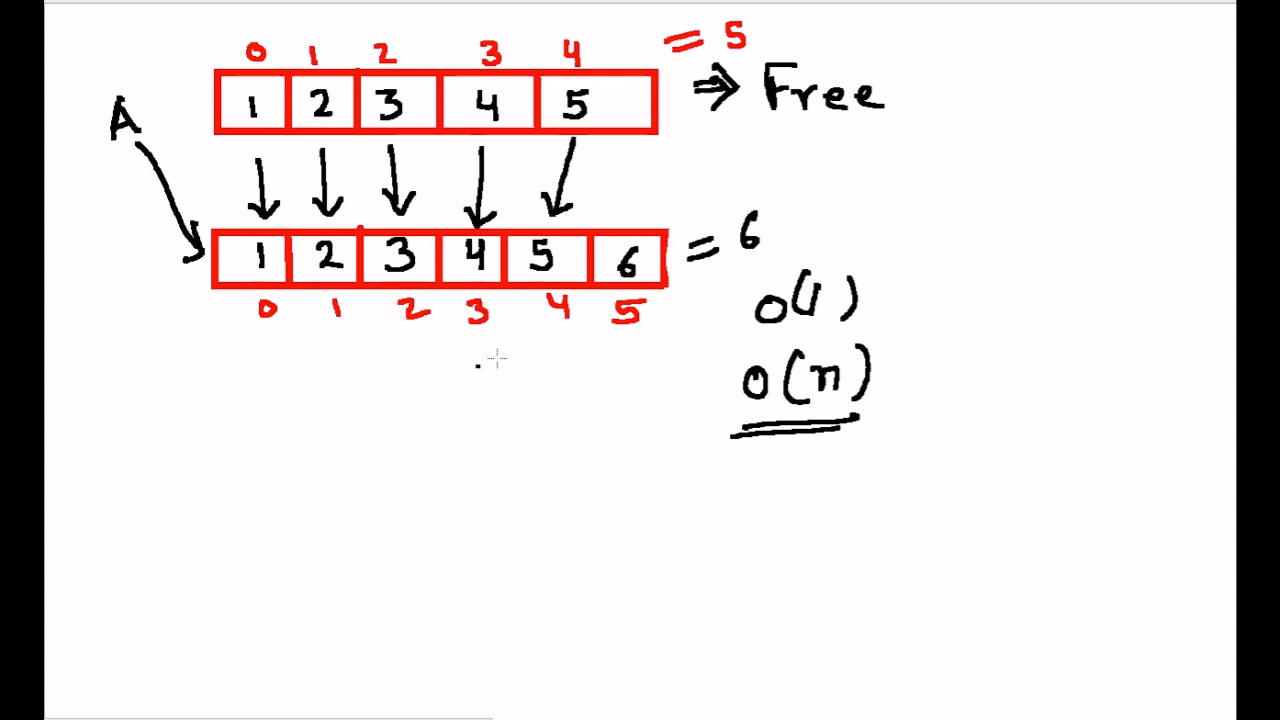 0 1 2 3 4 = 5
1 2 3 4 5 ⇒ Free
A
1 2 3 4 5 6 = 6
0 1 2 3 4 5
O(1)
O(n)